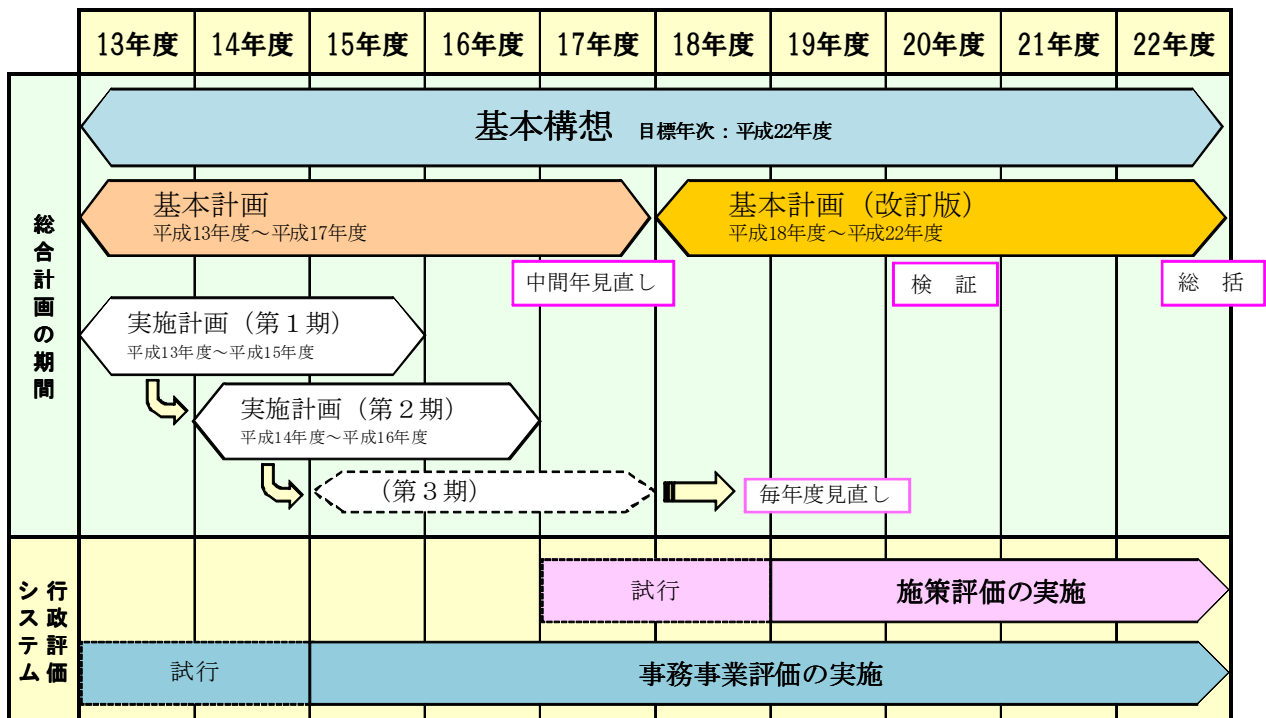 13年度 14年度 15年度 16年度 17年度 18年度 19年度 20年度 21年度 22年度
総合計画の期間
基本構想 目標年次：平成22年度
基本計画
平成13年度～平成17年度
基本計画（改訂版）
平成18年度～平成22年度
中間年見直し
検　証
総　括
実施計画（第１期）
平成13年度～平成15年度
実施計画（第２期）
平成14年度～平成16年度
（第３期）
毎年度見直し
行政評価
システム
試行
施策評価の実施
試行
事務事業評価の実施